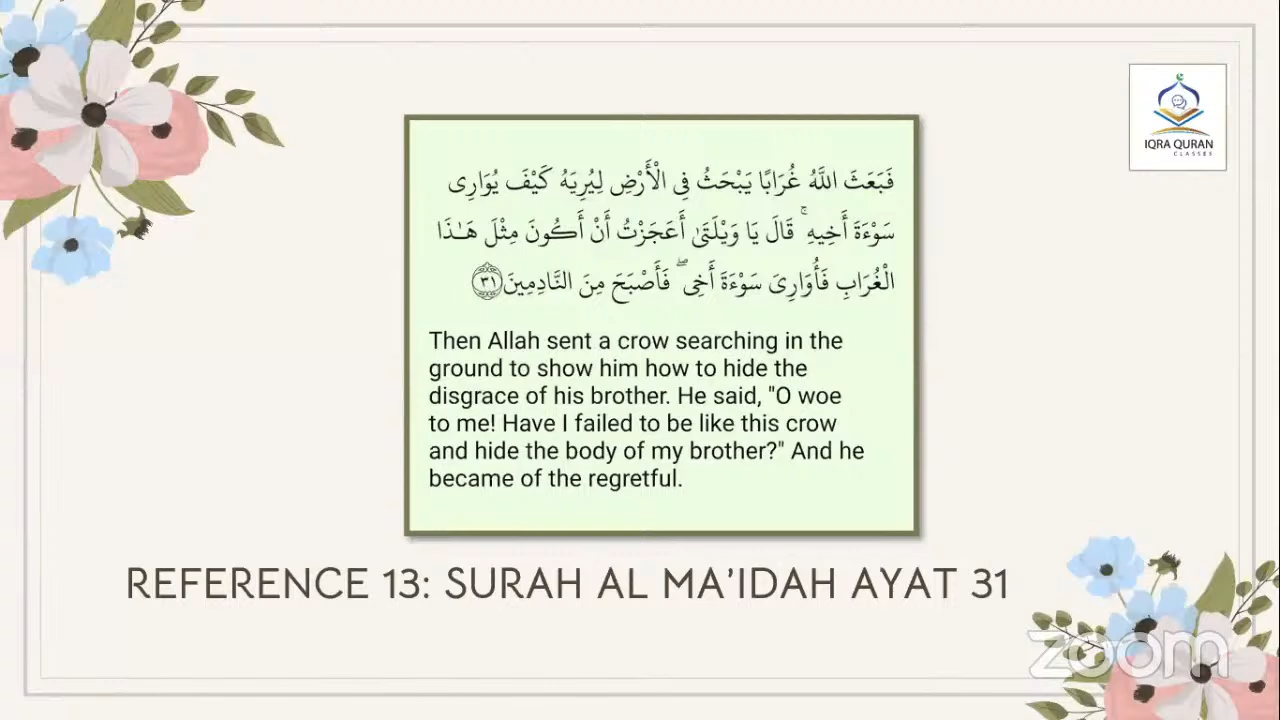 IQRA QURAN
CLASSES
فَبَعَثَ اللَّهُ غُرَابًا يَبْحَثُ فِي الْأَرْضِ لِيُرِيَهُ كَيْفَ يُوَارِي
سَوْءَةَ أَخِيهِ ۚ قَالَ يَا وَيْلَتَىٰ أَعَجَزْتُ أَنْ أَكُونَ مِثْلَ هَـٰذَا
الْغُرَابِ فَأُوَارِيَ سَوْءَةَ أَخِي ۖ فَأَصْبَحَ مِنَ النَّادِمِينَ ﴿٣١﴾
Then Allah sent a crow searching in the
ground to show him how to hide the
disgrace of his brother. He said, "O woe
to me! Have I failed to be like this crow
and hide the body of my brother?" And he
became of the regretful.
REFERENCE 13: SURAH AL MA'IDAH AYAT 31
zoom